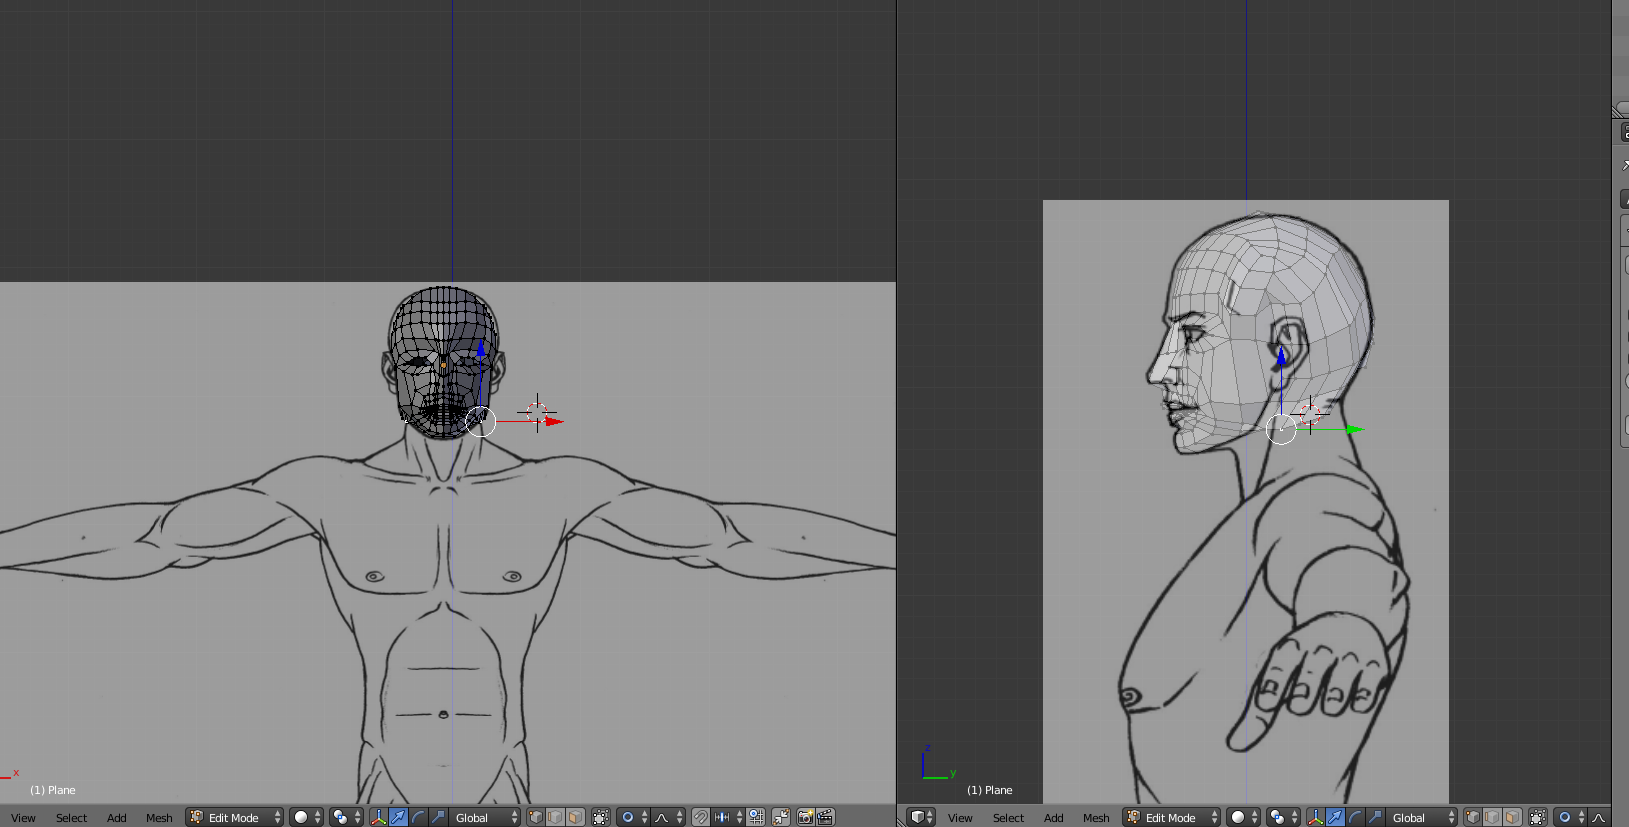 x
(1) Plane
View Select Add Mesh Edit Mode Global
z
y
(1) Plane
View Select Add Mesh Edit Mode Global